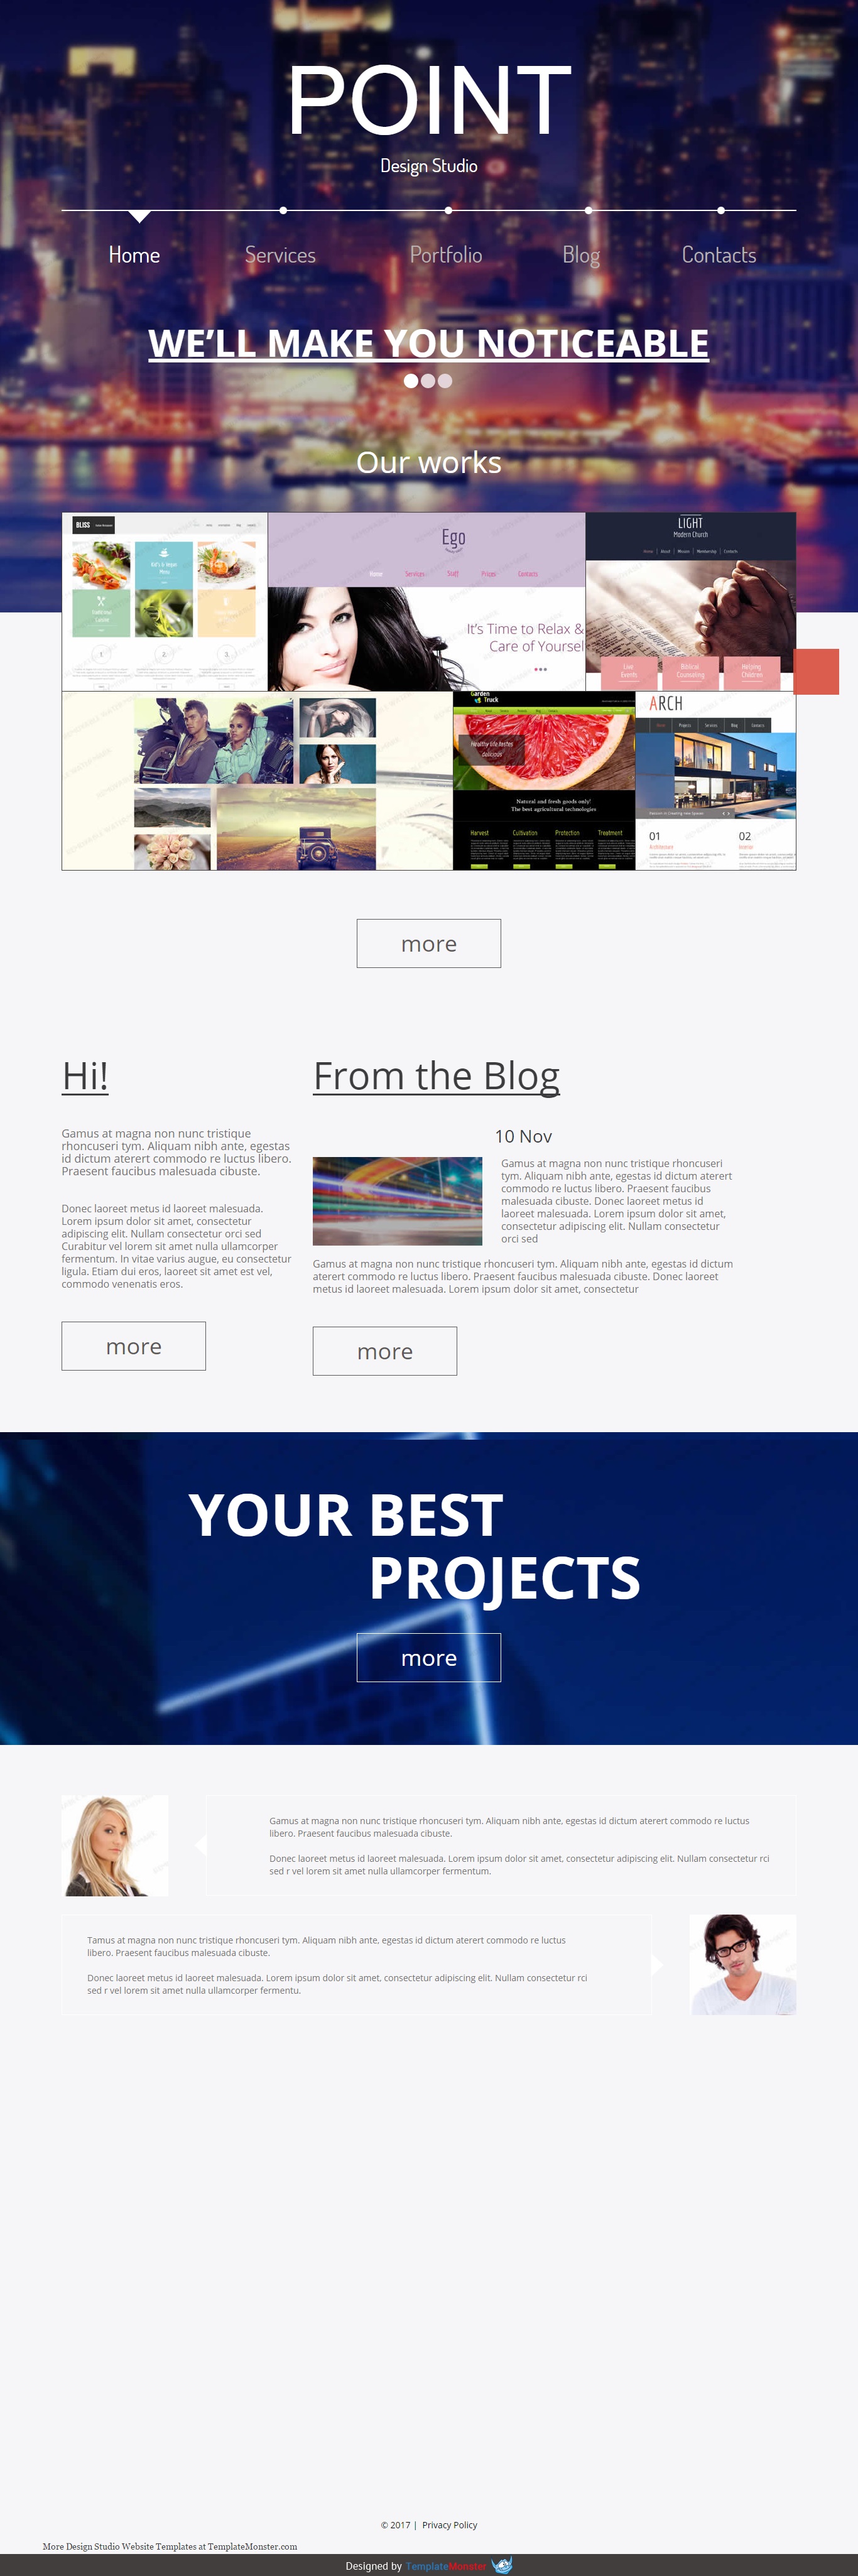 POINT
Design Studio
Home Services Portfolio Blog Contacts
WE’LL MAKE YOU NOTICEABLE
Our works
BLISS
1 2 3
Ego
Home Services Staff Prices Contacts
It's Time to Relax &
Care of Yoursel
LIGHT
Modern Church
Home About Mission Membership Contacts
Live
Events
Biblical
Counseling
Helping
Children
Garden
Truck
Healthy life tastes
delicious
Natural and fresh goods only!
The best agricultural technologies
Harvest Cultivation Protection Treatment
ARCH
Projects Services Blog Contacts
01 02
Architecture Interior
more
Hi!
Gamus at magna non nunc tristique
rhoncuseri tym. Aliquam nibh ante, egestas
id dictum aterert commodo re luctus libero.
Praesent faucibus malesuada cibuste.
Donec laoreet metus id laoreet malesuada.
Lorem ipsum dolor sit amet, consectetur
adipiscing elit. Nullam consectetur orci sed
Curabitur vel lorem sit amet nulla ullamcorper
fermentum. In vitae varius augue, eu consectetur
ligula. Etiam dui eros, laoreet sit amet est vel,
commodo venenatis eros.
more
From the Blog
10 Nov
Gamus at magna non nunc tristique rhoncuseri
tym. Aliquam nibh ante, egestas id dictum aterert
commodo re luctus libero. Praesent faucibus
malesuada cibuste. Donec laoreet metus id
laoreet malesuada. Lorem ipsum dolor sit amet,
consectetur adipiscing elit. Nullam consectetur
orci sed
Gamus at magna non nunc tristique rhoncuseri tym. Aliquam nibh ante, egestas id dictum
aterert commodo re luctus libero. Praesent faucibus malesuada cibuste. Donec laoreet
metus id laoreet malesuada. Lorem ipsum dolor sit amet, consectetur
more
YOUR BEST
PROJECTS
more
Gamus at magna non nunc tristique rhoncuseri tym. Aliquam nibh ante, egestas id dictum aterert commodo re luctus
libero. Praesent faucibus malesuada cibuste.
Donec laoreet metus id laoreet malesuada. Lorem ipsum dolor sit amet, consectetur adipiscing elit. Nullam consectetur rci
sed r vel lorem sit amet nulla ullamcorper fermentum.
Tamus at magna non nunc tristique rhoncuseri tym. Aliquam nibh ante, egestas id dictum aterert commodo re luctus
libero. Praesent faucibus malesuada cibuste.
Donec laoreet metus id laoreet malesuada. Lorem ipsum dolor sit amet, consectetur adipiscing elit. Nullam consectetur rci
sed r vel lorem sit amet nulla ullamcorper fermentu.
© 2017 | Privacy Policy
More Design Studio Website Templates at TemplateMonster.com
Designed by TemplateMonster